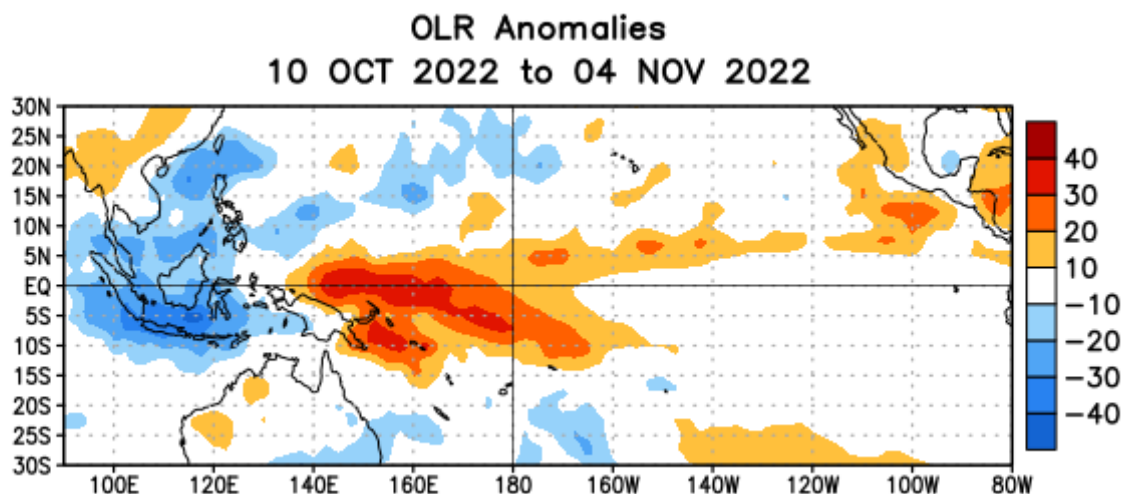 OLR Anomalies
10 OCT 2022 to 04 NOV 2022
30N
25N
20N
15N
10N
5N
EQ
5S
10S
15S
20S
25S
30S
100E 120E 140E 160E 180 160W 140W 120W 100W 80W
40
30
20
10
-10
-20
-30
-40